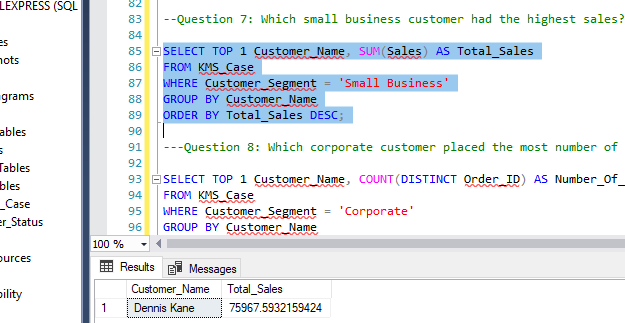 LEXPRESS (SQL
es
nots
agrams
ables
s
Tables
bles
_Case
er_Status
ources
bility
82
83 --Question 7: Which small business customer had the highest sales?
84
85 SELECT TOP 1 Customer_Name, SUM(Sales) AS Total_Sales
86 FROM KMS_Case
87 WHERE Customer_Segment = 'Small Business'
88 GROUP BY Customer_Name
89 ORDER BY Total_Sales DESC;
90
91 ---Question 8: Which corporate customer placed the most number of
92
93 SELECT TOP 1 Customer_Name, COUNT(DISTINCT Order_ID) AS Number_Of_
94 FROM KMS_Case
95 WHERE Customer_Segment = 'Corporate'
96 GROUP BY Customer_Name
100 %
Results Messages
Customer_Name Total_Sales
1 Dennis Kane 75967.5932159424